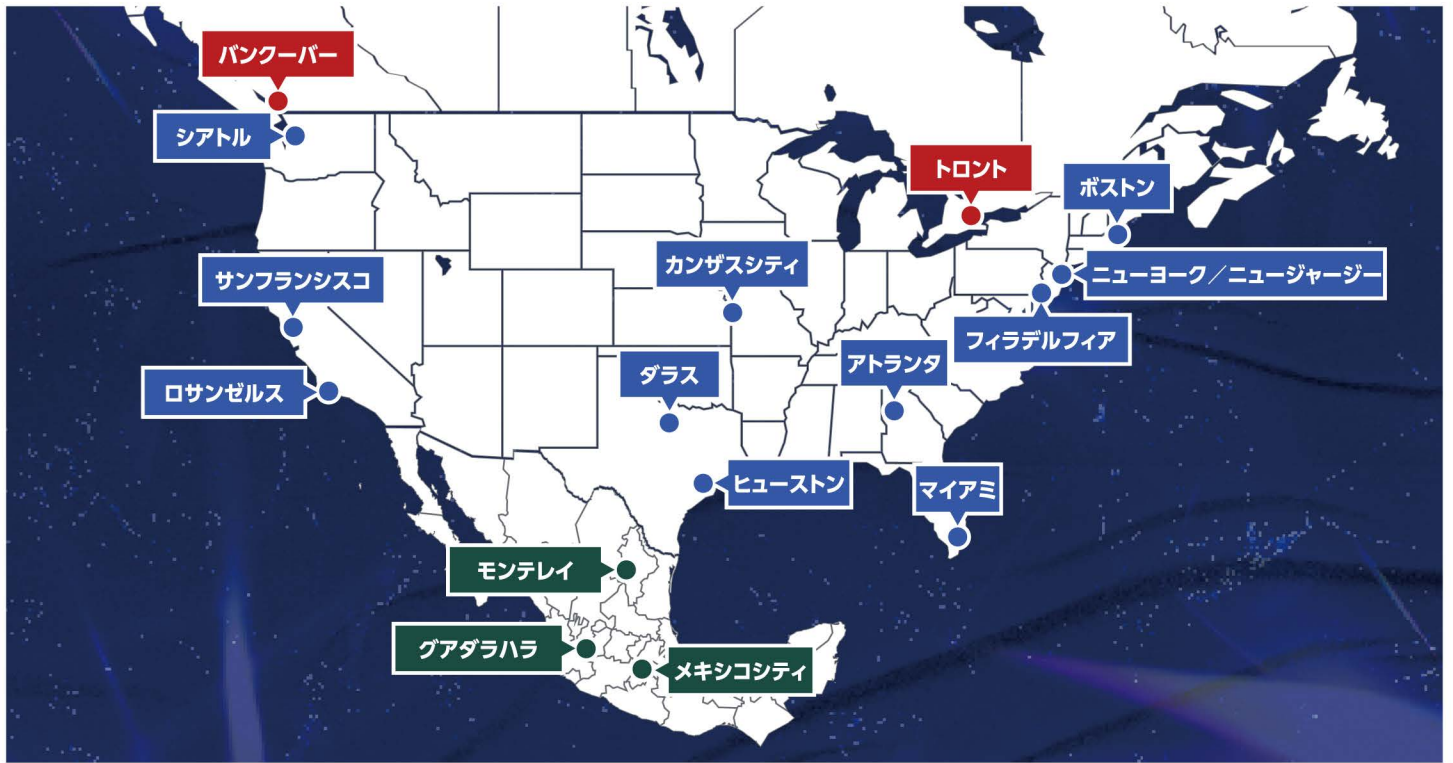 バンクーバー
シアトル
トロント
ボストン
サンフランシスコ
カンザスシティ
ニューヨーク／ニュージャージー
フィラデルフィア
アトランタ
ダラス
ロサンゼルス
ヒューストン
マイアミ
モンテレイ
グアダラハラ
メキシコシティ